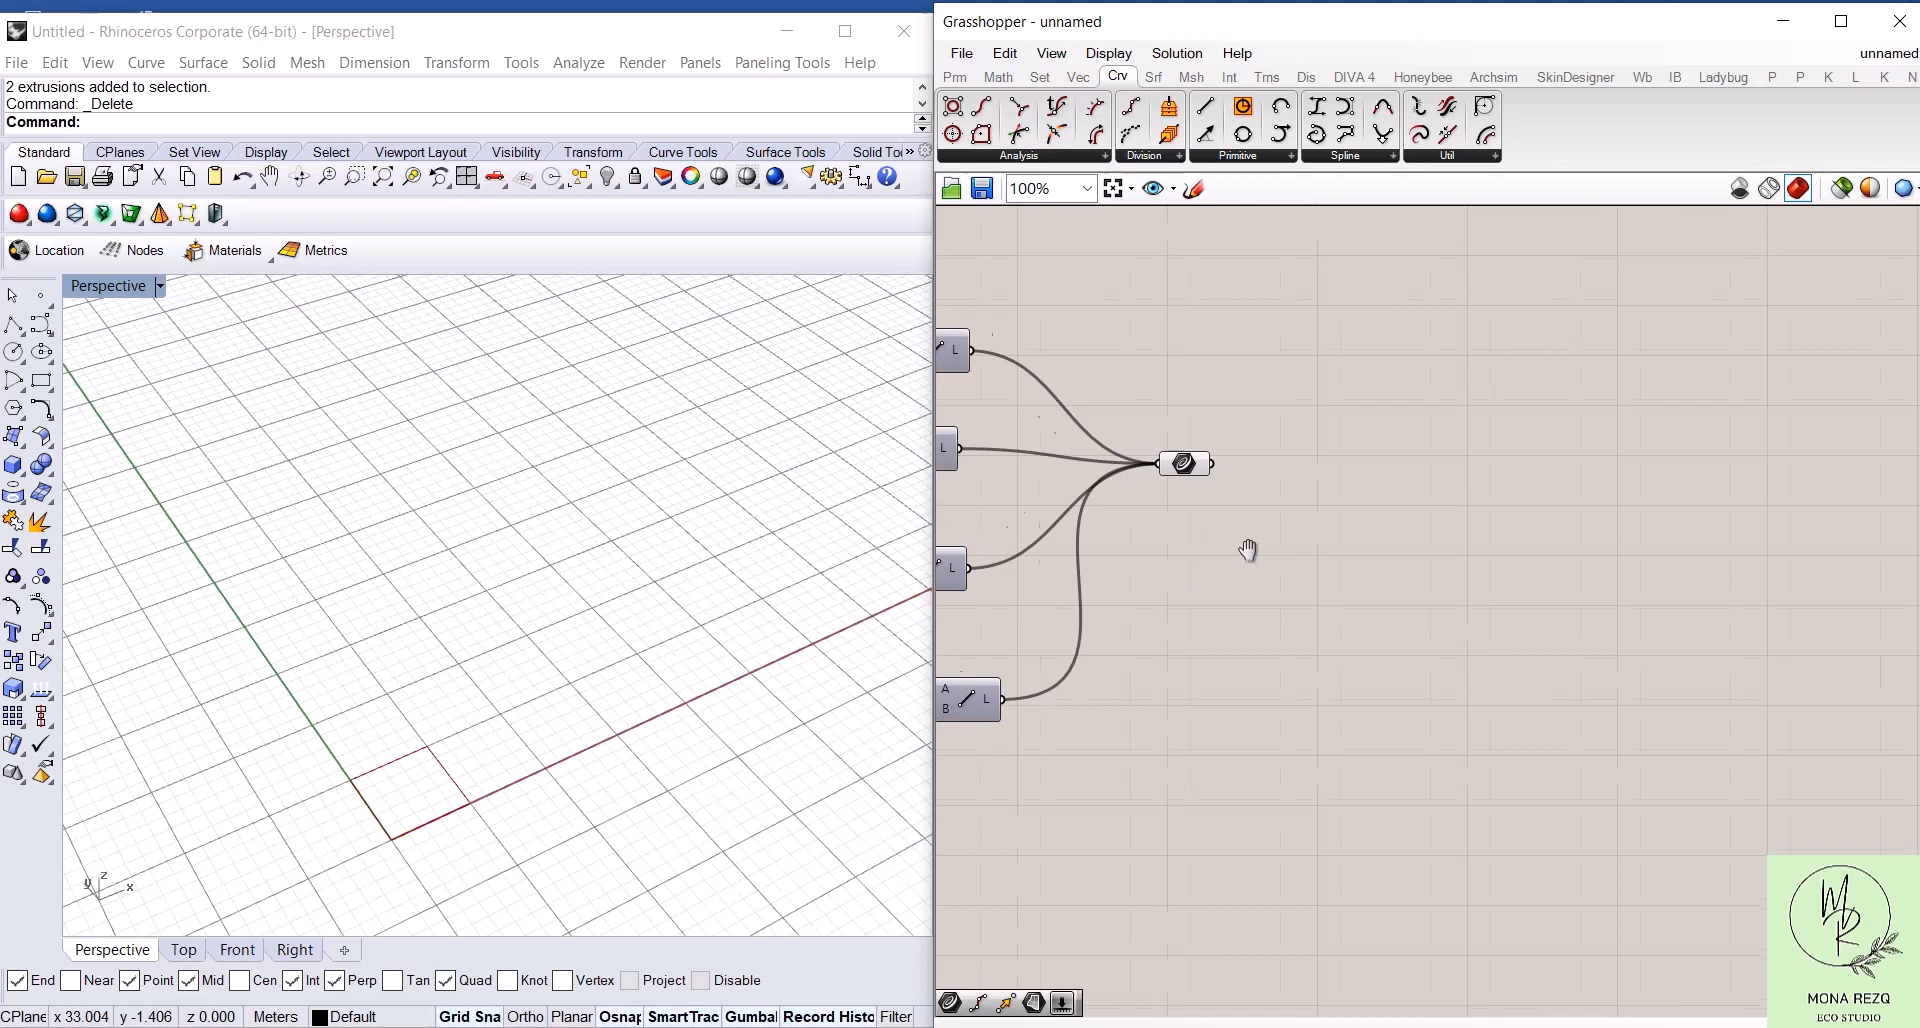 Untitled - Rhinoceros Corporate (64-bit) - [Perspective]
File Edit View Curve Surface Solid Mesh Dimension Transform Tools Analyze Render Panels Paneling Tools Help
2 extrusions added to selection.
Command: _Delete
Command:
Standard CPlanes Set View Display Select Viewport Layout Visibility Transform Curve Tools Surface Tools Solid Too »
Location Nodes Materials Metrics
Perspective
z
y x
Perspective Top Front Right
End Near Point Mid Cen Int Perp Tan Quad Knot Vertex Project Disable
CPlane x 33.004 y -1.406 z 0.000 Meters Default Grid Sna Ortho Planar Osnap SmartTrac Gumbal Record Histo Filter
Grasshopper - unnamed
File Edit View Display Solution Help unnamed
Prm Math Set Vec Crv Srf Msh Int Trns Dis DIVA 4 Honeybee Archsim SkinDesigner Wb IB Ladybug P P K L K N
Analysis Division Primitive Spline Util
100%
L
L
L
A
B
L
MR
MONA REZQ
ECO STUDIO